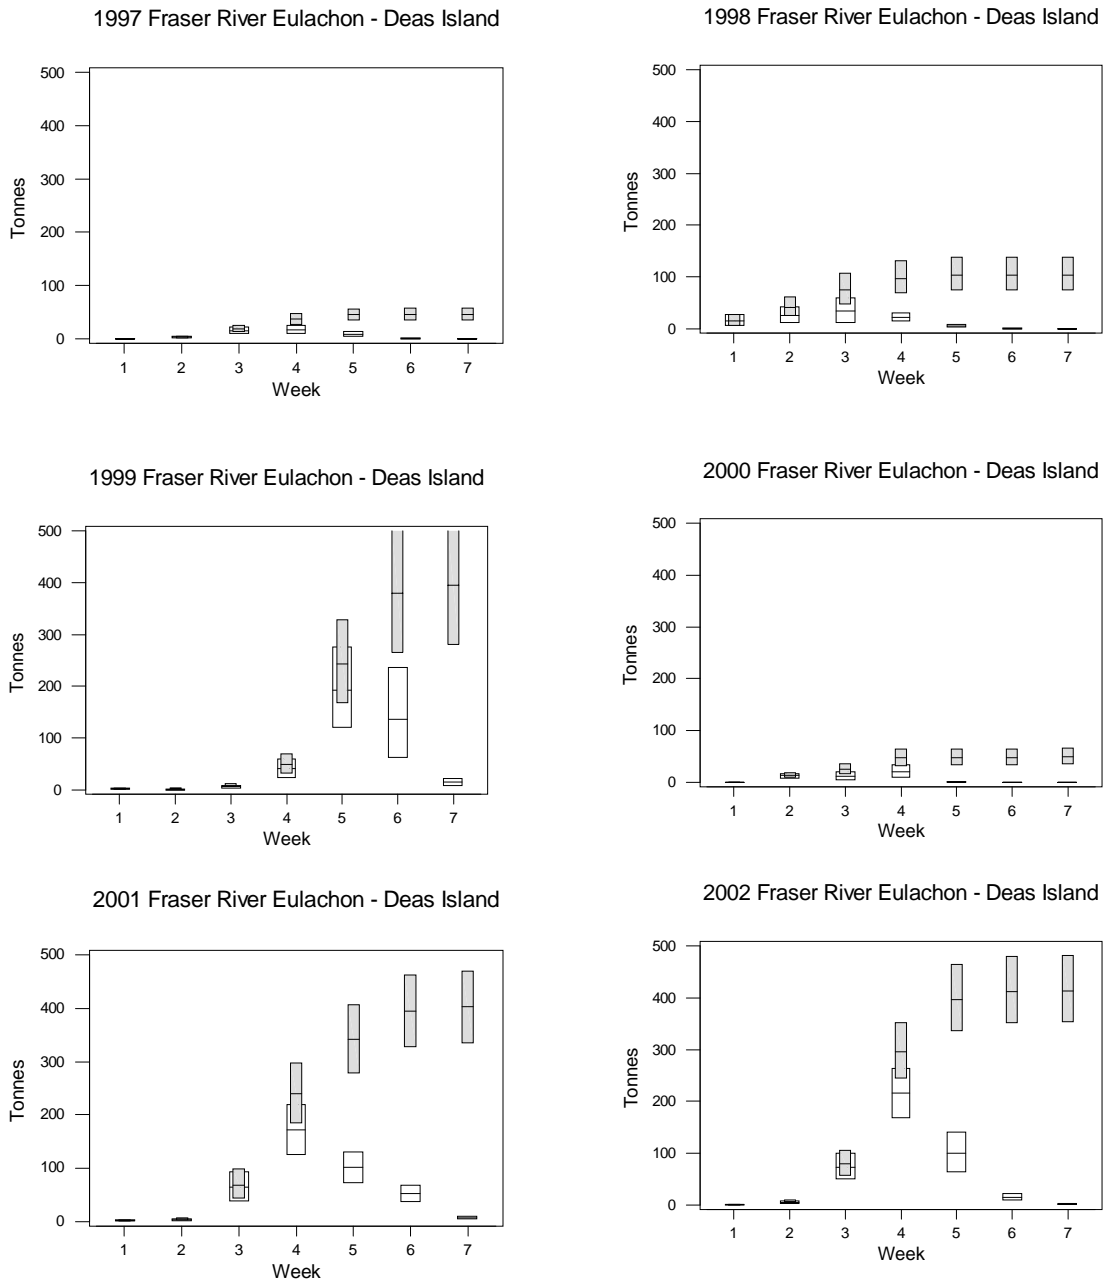 1997 Fraser River Eulachon - Deas Island
500
400
300
200
100
0
Tonnes
1 2 3 4 5 6 7
Week
1998 Fraser River Eulachon - Deas Island
500
400
300
200
100
0
Tonnes
1 2 3 4 5 6 7
Week
1999 Fraser River Eulachon - Deas Island
500
400
300
200
100
0
Tonnes
1 2 3 4 5 6 7
Week
2000 Fraser River Eulachon - Deas Island
500
400
300
200
100
0
Tonnes
1 2 3 4 5 6 7
Week
2001 Fraser River Eulachon - Deas Island
500
400
300
200
100
0
Tonnes
1 2 3 4 5 6 7
Week
2002 Fraser River Eulachon - Deas Island
500
400
300
200
100
0
Tonnes
1 2 3 4 5 6 7
Week